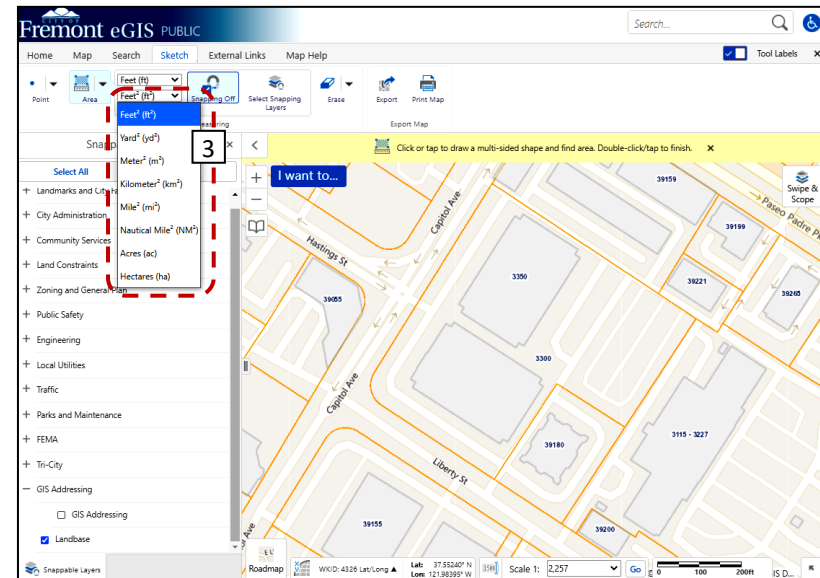 CITY OF
Fremont eGIS PUBLIC
Search...
Home Map Search Sketch External Links Map Help
Tool Labels
Feet (ft)
Feet² (ft²)
Point
Area
Snapping Off
Select Snapping Layers
Erase
Export
Print Map
Export Map
Feet² (ft²)
Yard² (yd²)
Meter² (m²)
Kilometer² (km²)
Mile² (mi²)
Nautical Mile² (NM²)
Acres (ac)
Hectares (ha)
3
Click or tap to draw a multi-sided shape and find area. Double-click/tap to finish.
Select All
+ Landmarks and City
+ City Administration
+ Community Services
+ Land Constraints
+ Zoning and General Plan
+ Public Safety
+ Engineering
+ Local Utilities
+ Traffic
+ Parks and Maintenance
+ FEMA
+ Tri-City
− GIS Addressing
GIS Addressing
Landbase
Snappable Layers
I want to...
Swipe & Scope
39159
Paseo Padre
39199
Capitol Ave
Hastings St
3350
39221
39265
39055
3300
Capitol Ave
39180
3115 - 3227
Liberty St
39155
39200
Roadmap
WKID: 4326 Lat/Long
Lat: 37.55240° N
Lon: 121.98395° W
Scale 1: 2,257
Go
0 100 200ft